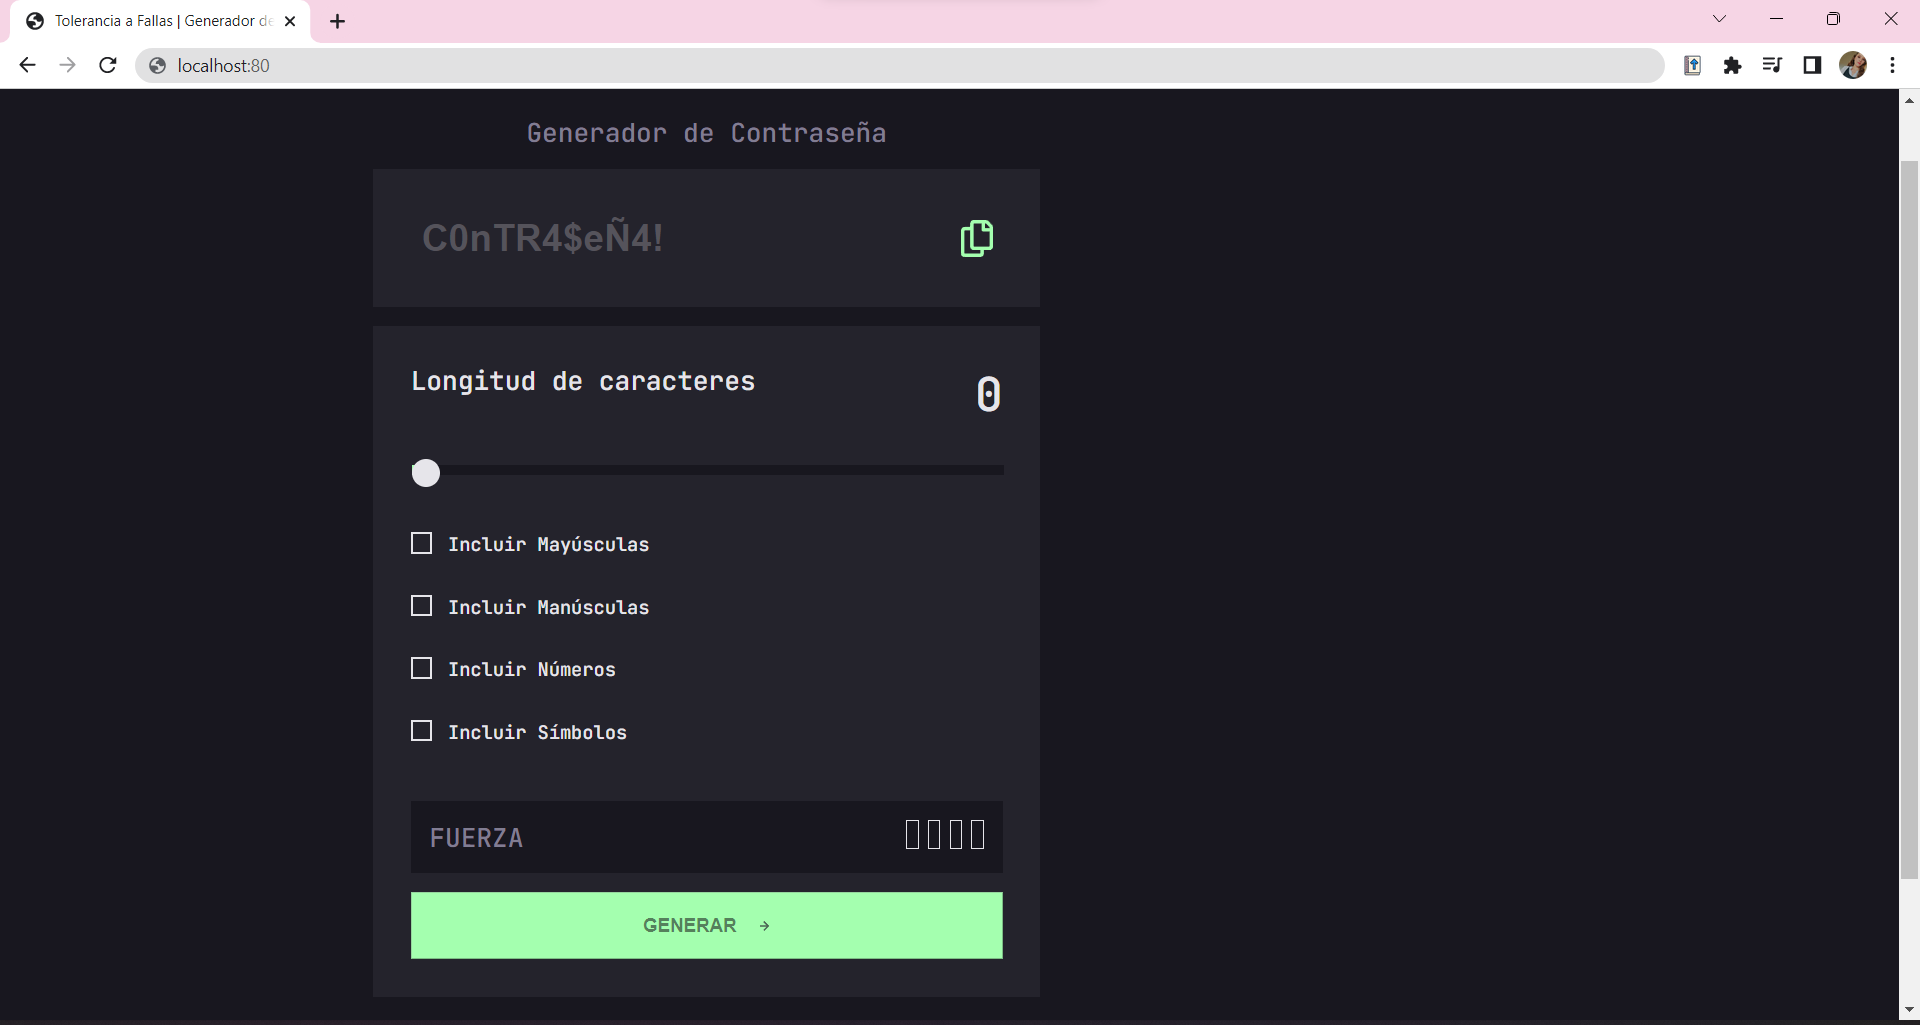 Tolerancia a Fallas | Generador de
localhost:80
Generador de Contraseña
C0nTR4$eÑ4!
Longitud de caracteres
0
Incluir Mayúsculas
Incluir Manúsculas
Incluir Números
Incluir Símbolos
FUERZA
GENERAR →